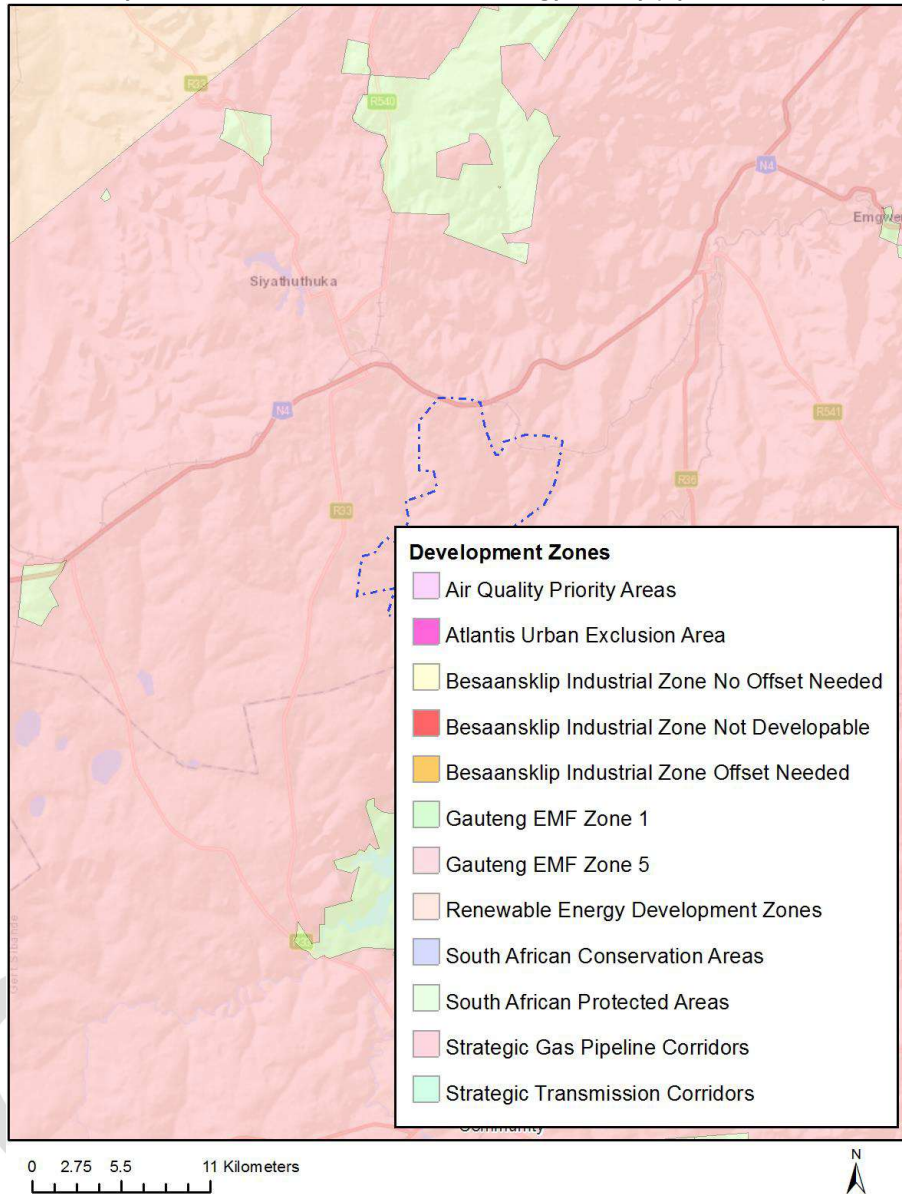 R33
R540
N4
Emgwen
Siyathuthuka
N4
R541
R36
R33
Development Zones
Air Quality Priority Areas
Atlantis Urban Exclusion Area
Besaansklip Industrial Zone No Offset Needed
Besaansklip Industrial Zone Not Developable
Besaansklip Industrial Zone Offset Needed
Gauteng EMF Zone 1
Gauteng EMF Zone 5
Renewable Energy Development Zones
South African Conservation Areas
South African Protected Areas
Strategic Gas Pipeline Corridors
Strategic Transmission Corridors
Gert Sibande
Community
0 2.75 5.5 11 Kilometers
N